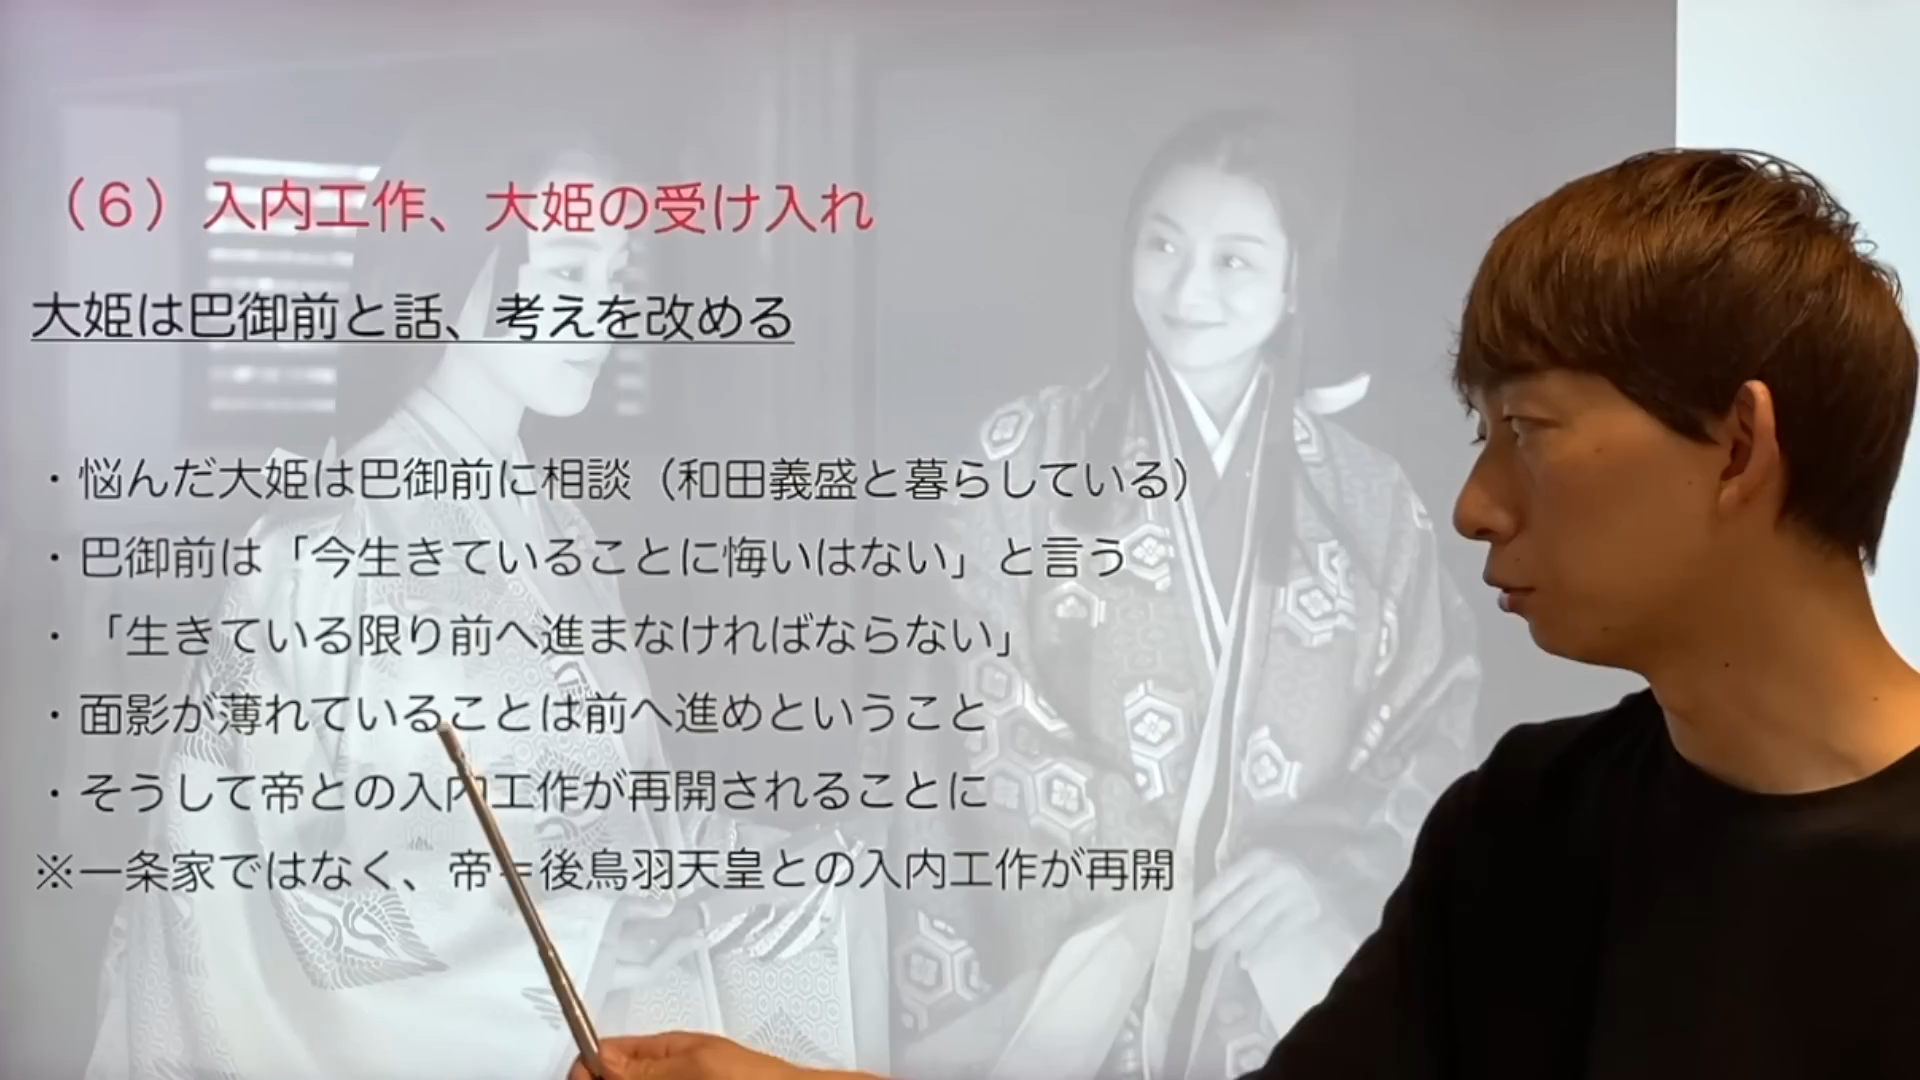 （６）入内工作、大姫の受け入れ
大姫は巴御前と話、考えを改める
・悩んだ大姫は巴御前に相談（和田義盛と暮らしている）
・巴御前は「今生きていることに悔いはない」と言う
・「生きている限り前へ進まなければならない」
・面影が薄れていることは前へ進めということ
・そうして帝との入内工作が再開されることに
※一条家ではなく、帝＝後鳥羽天皇との入内工作が再開